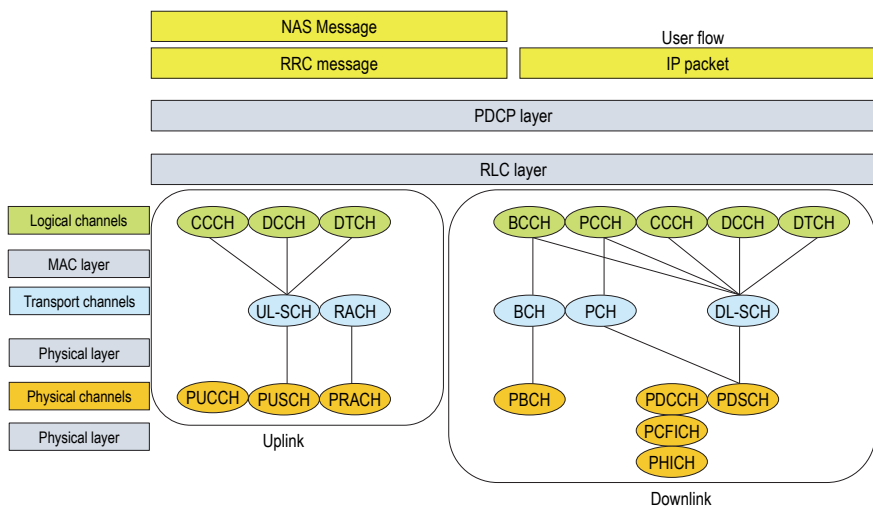 NAS Message
User flow
RRC message IP packet
PDCP layer
RLC layer
Logical channels CCCH DCCH DTCH BCCH PCCH CCCH DCCH DTCH
MAC layer
Transport channels UL-SCH RACH BCH PCH DL-SCH
Physical layer
Physical channels PUCCH PUSCH PRACH PBCH PDCCH PDSCH
Physical layer PCFICH
Uplink
PHICH
Downlink